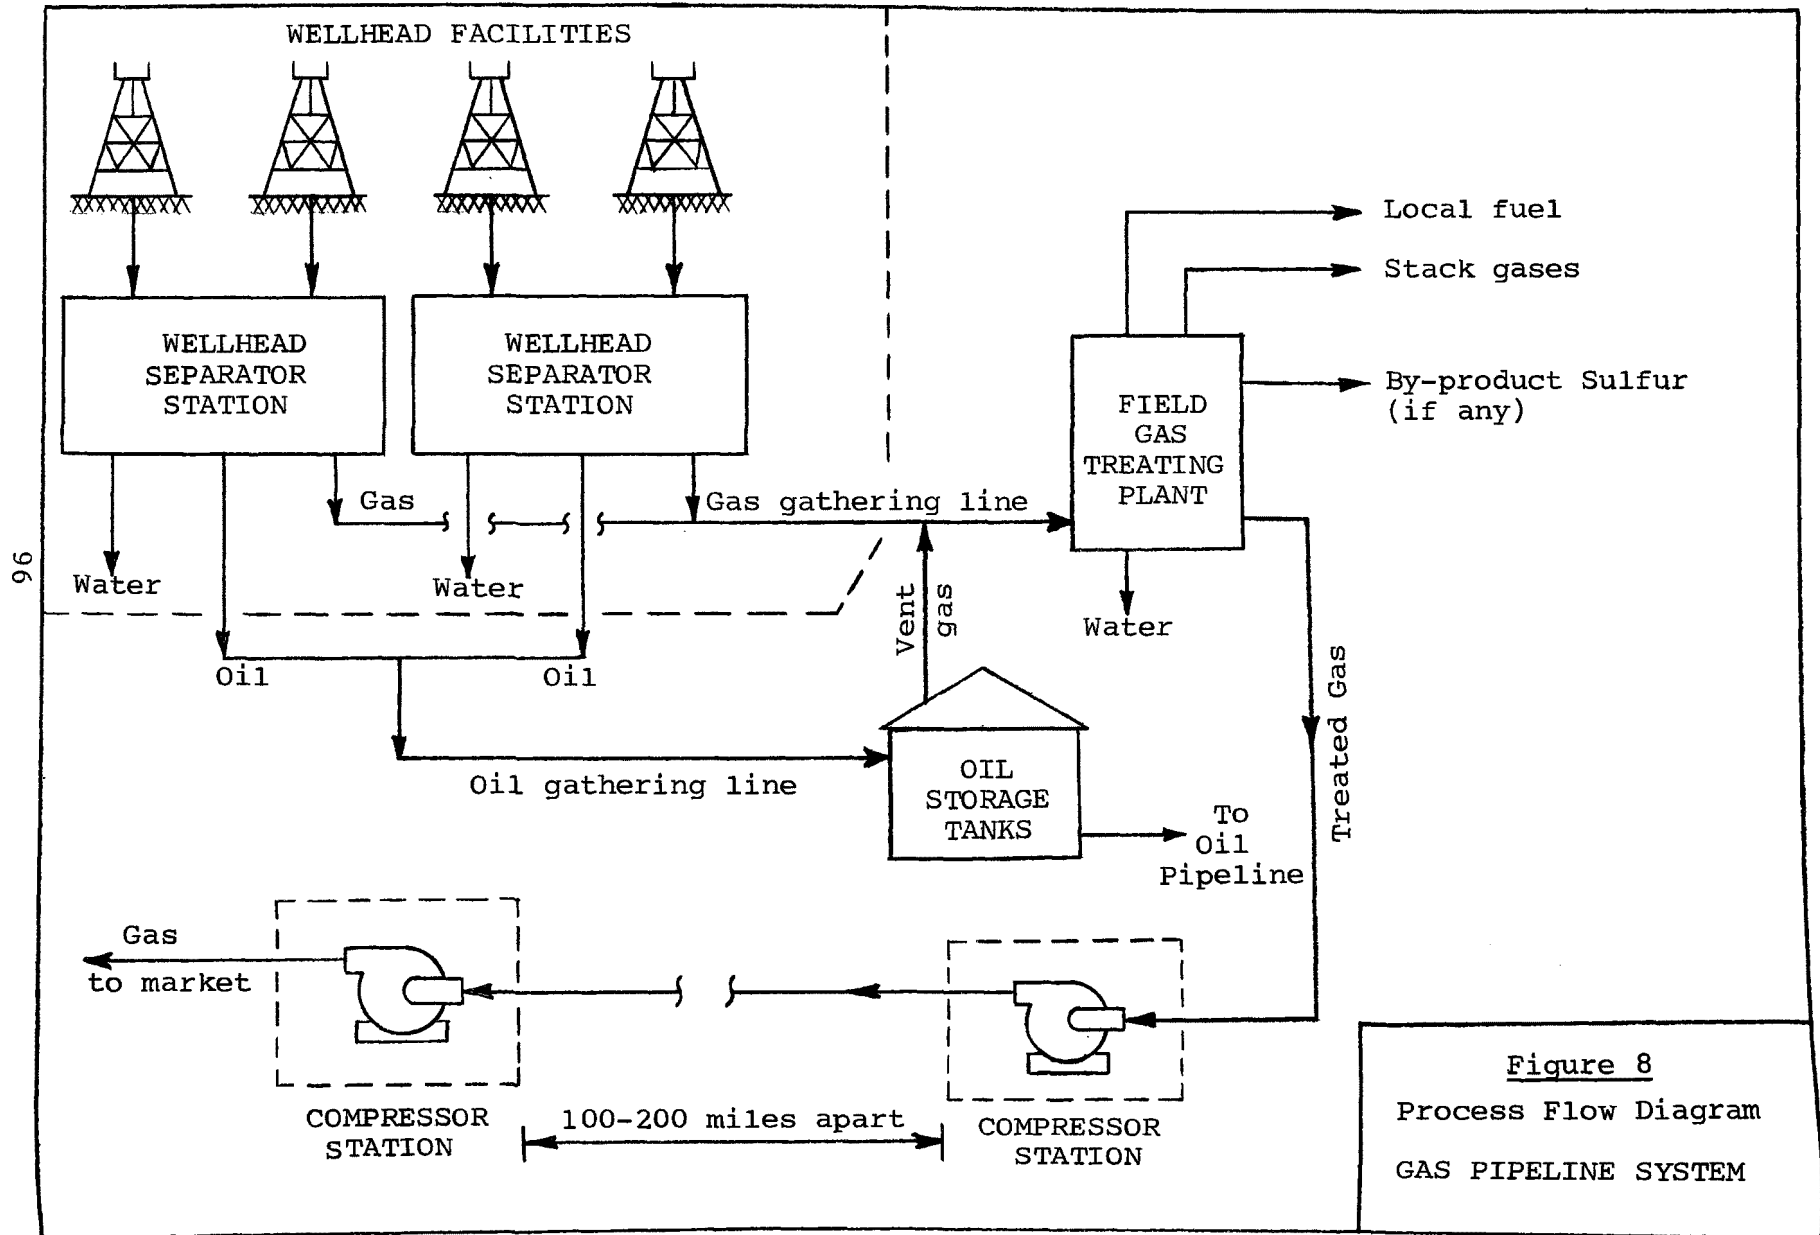 WELLHEAD FACILITIES
WELLHEAD
SEPARATOR
STATION
WELLHEAD
SEPARATOR
STATION
Local fuel
Stack gases
By-product Sulfur
(if any)
FIELD
GAS
TREATING
PLANT
Gas
Gas gathering line
Water
Water
Water
Oil
Oil
Vent
gas
Treated Gas
Oil gathering line
OIL
STORAGE
TANKS
To
Oil
Pipeline
Gas
to market
COMPRESSOR
STATION
100-200 miles apart
COMPRESSOR
STATION
Figure 8
Process Flow Diagram
GAS PIPELINE SYSTEM
96